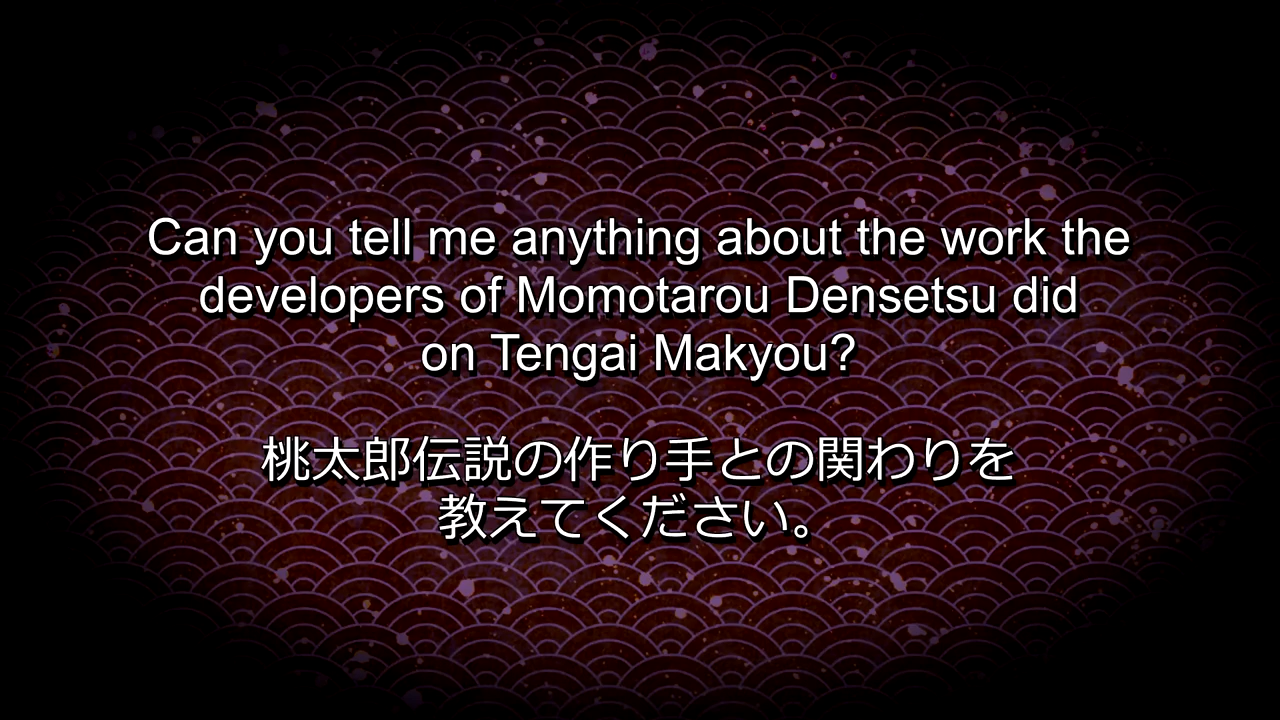 Can you tell me anything about the work the
developers of Momotarou Densetsu did
on Tengai Makyou?
桃太郎伝説の作り手との関わりを
教えてください。